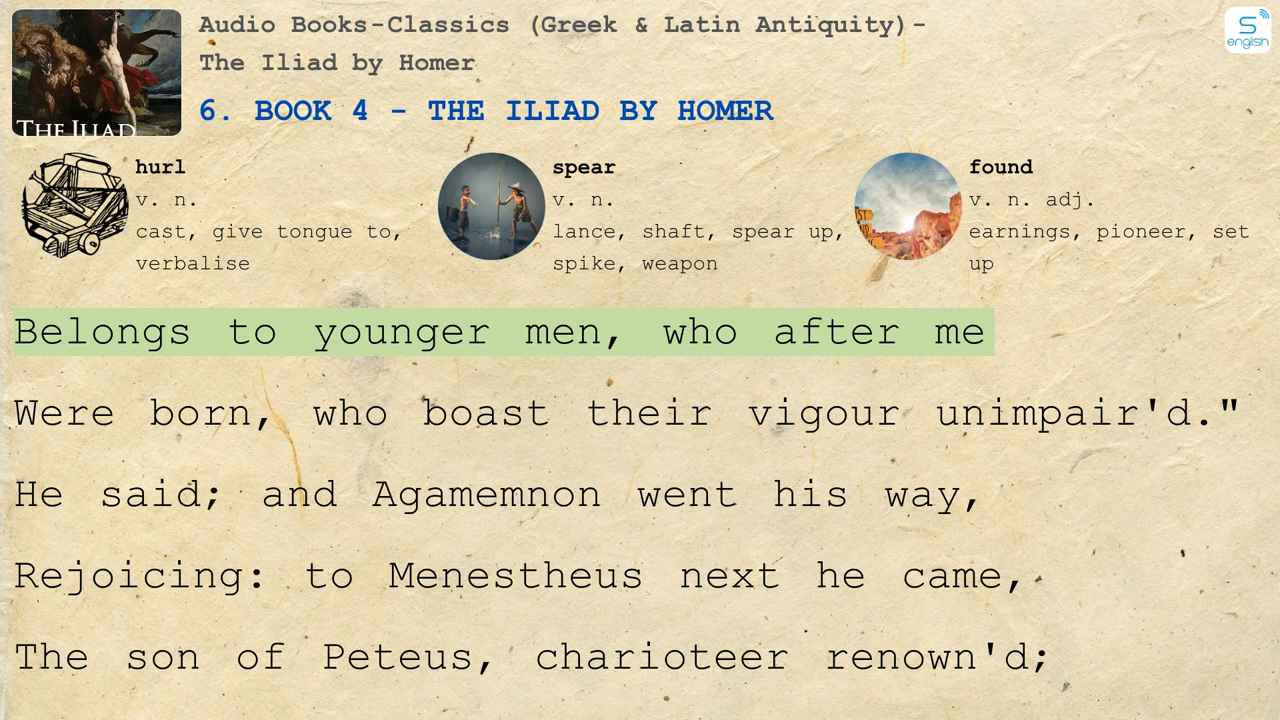 Audio Books-Classics (Greek & Latin Antiquity)-
The Iliad by Homer
6. BOOK 4 - THE ILIAD BY HOMER
THE ILIAD
S
english
hurl
v. n.
cast, give tongue to,
verbalise
spear
v. n.
lance, shaft, spear up,
spike, weapon
found
v. n. adj.
earnings, pioneer, set
up
Belongs to younger men, who after me
Were born, who boast their vigour unimpair'd."
He said; and Agamemnon went his way,
Rejoicing: to Menestheus next he came,
The son of Peteus, charioteer renown'd;